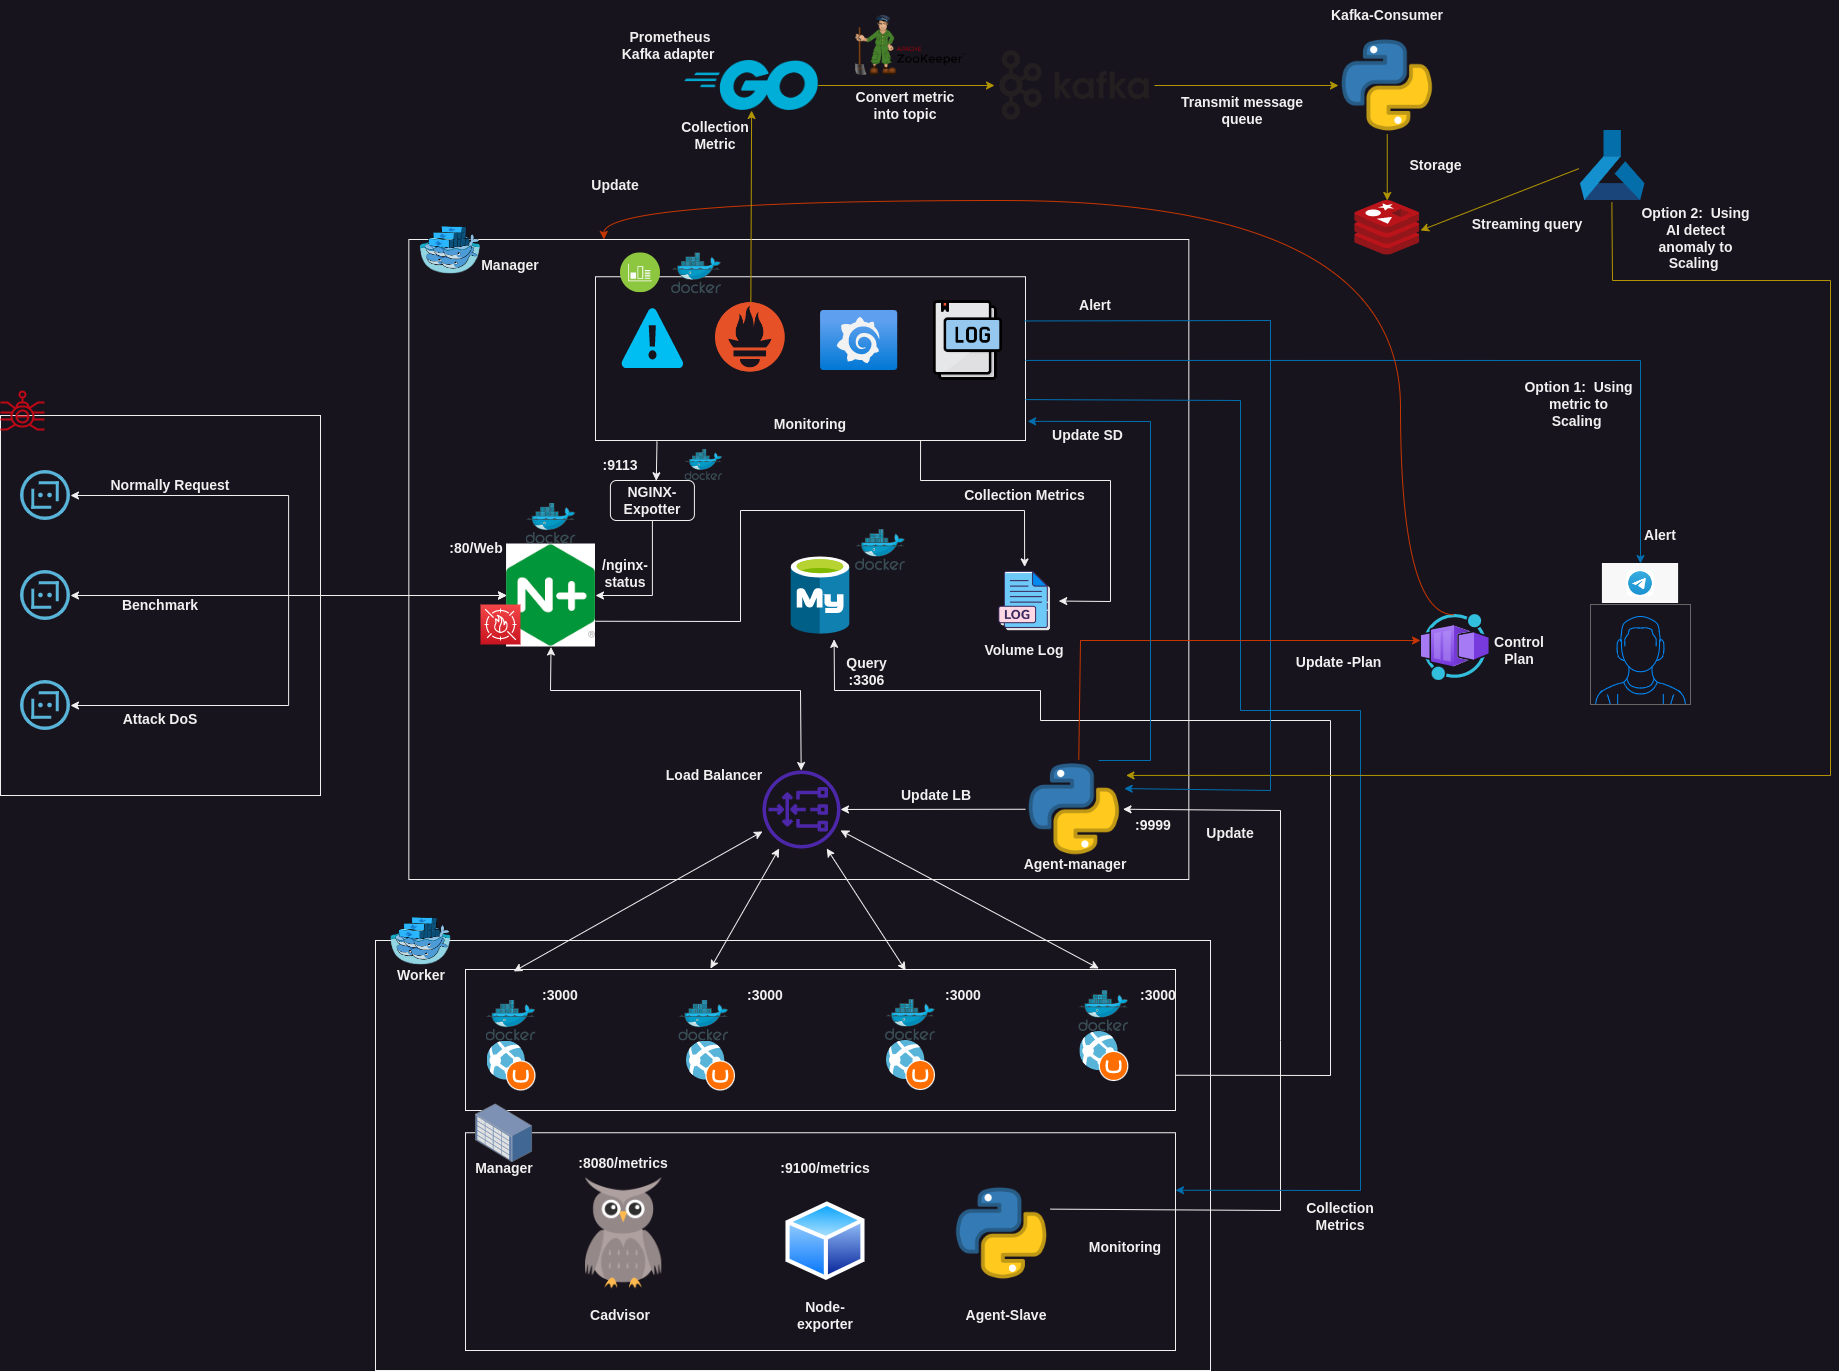 Kafka-Consumer
Prometheus
Kafka adapter
GO
APACHE
ZooKeeper
kafka
Convert metric
into topic
Transmit message
queue
Collection
Metric
Storage
Update
Streaming query
Option 2:  Using
AI detect
anomaly to
Scaling
Manager
docker
Alert
LOG
Monitoring
Option 1:  Using
metric to
Scaling
Update SD
:9113
docker
NGINX-
Expotter
Normally Request
Collection Metrics
docker
:80/Web
/nginx-
status
N+
®
docker
My
LOG
Benchmark
Volume Log
Query
:3306
Alert
Control
Plan
Update -Plan
Attack DoS
Load Balancer
Update LB
:9999
Update
Agent-manager
Worker
:3000
:3000
:3000
:3000
docker
docker
docker
docker
Manager
:8080/metrics
:9100/metrics
Collection
Metrics
Monitoring
Cadvisor
Node-
exporter
Agent-Slave